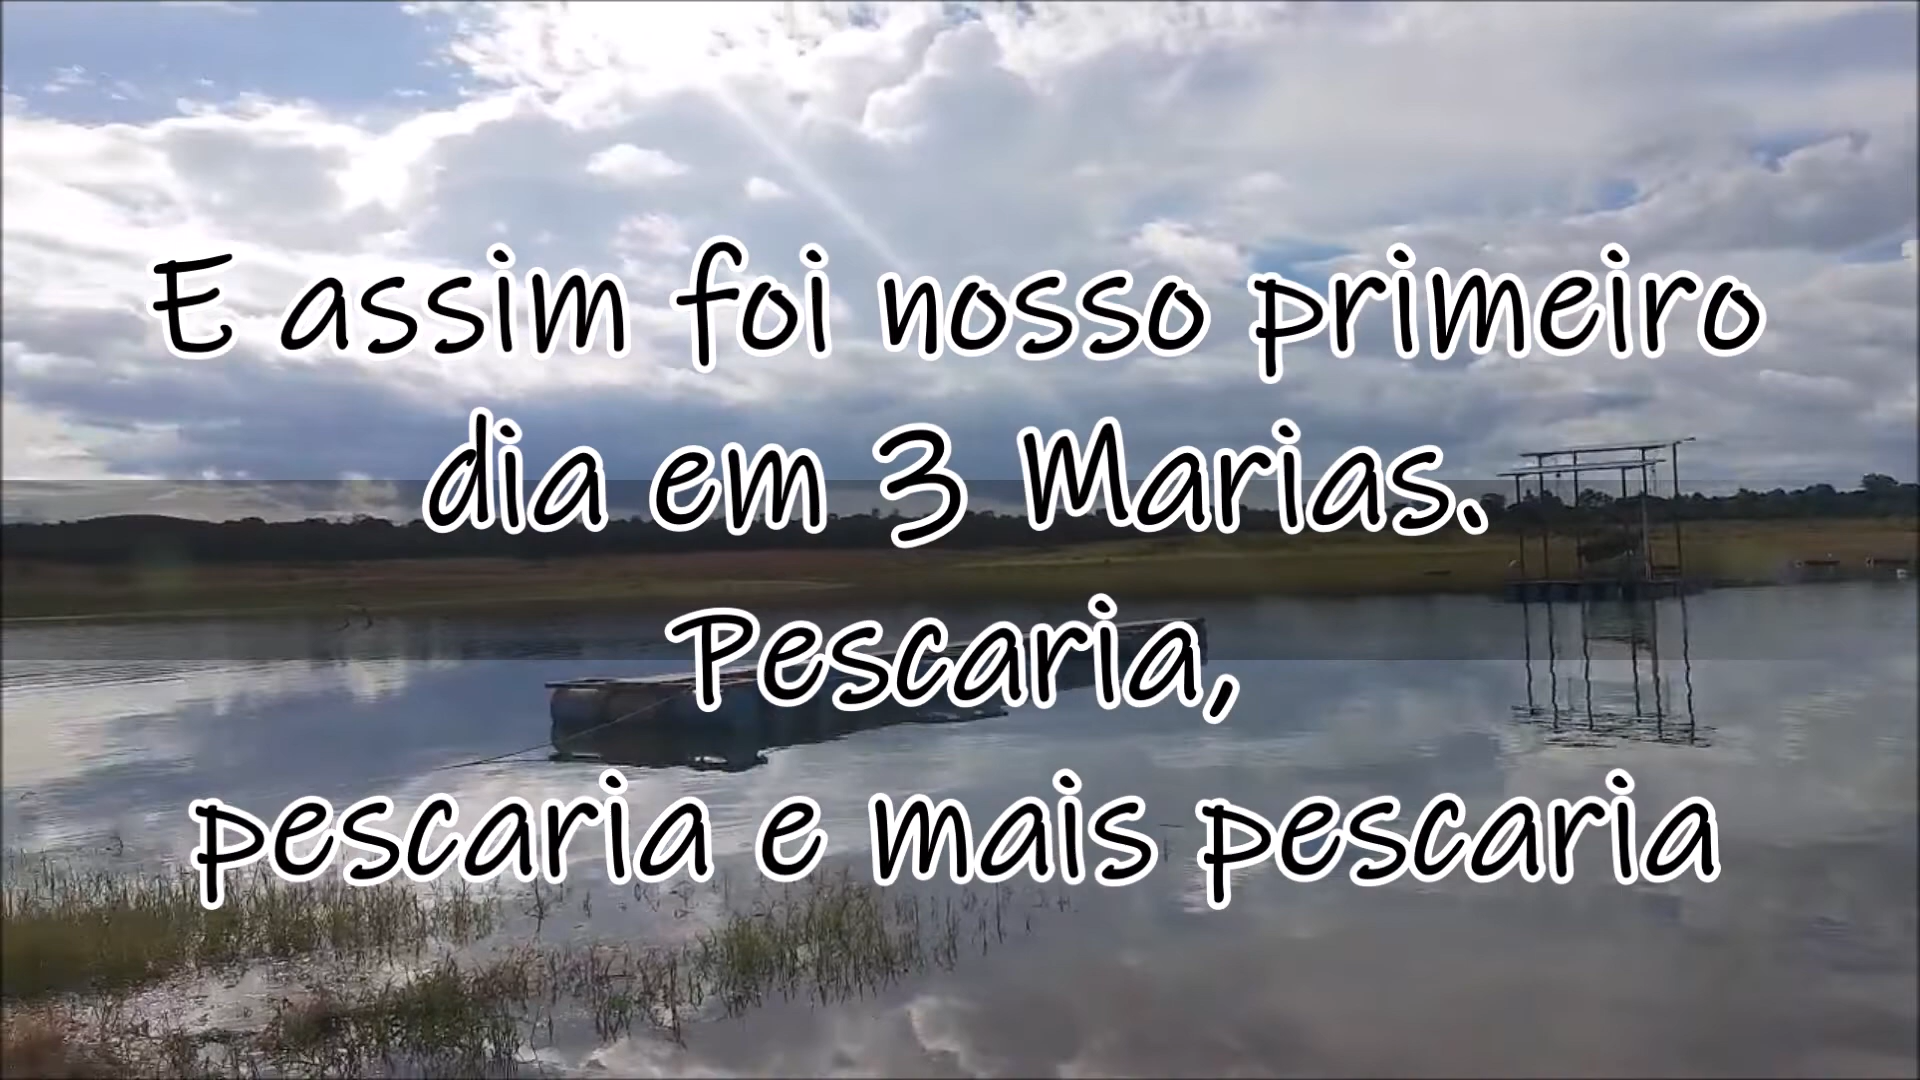 E assim foi nosso primeiro
dia em 3 Marias.
Pescaria,
pescaria e mais pescaria